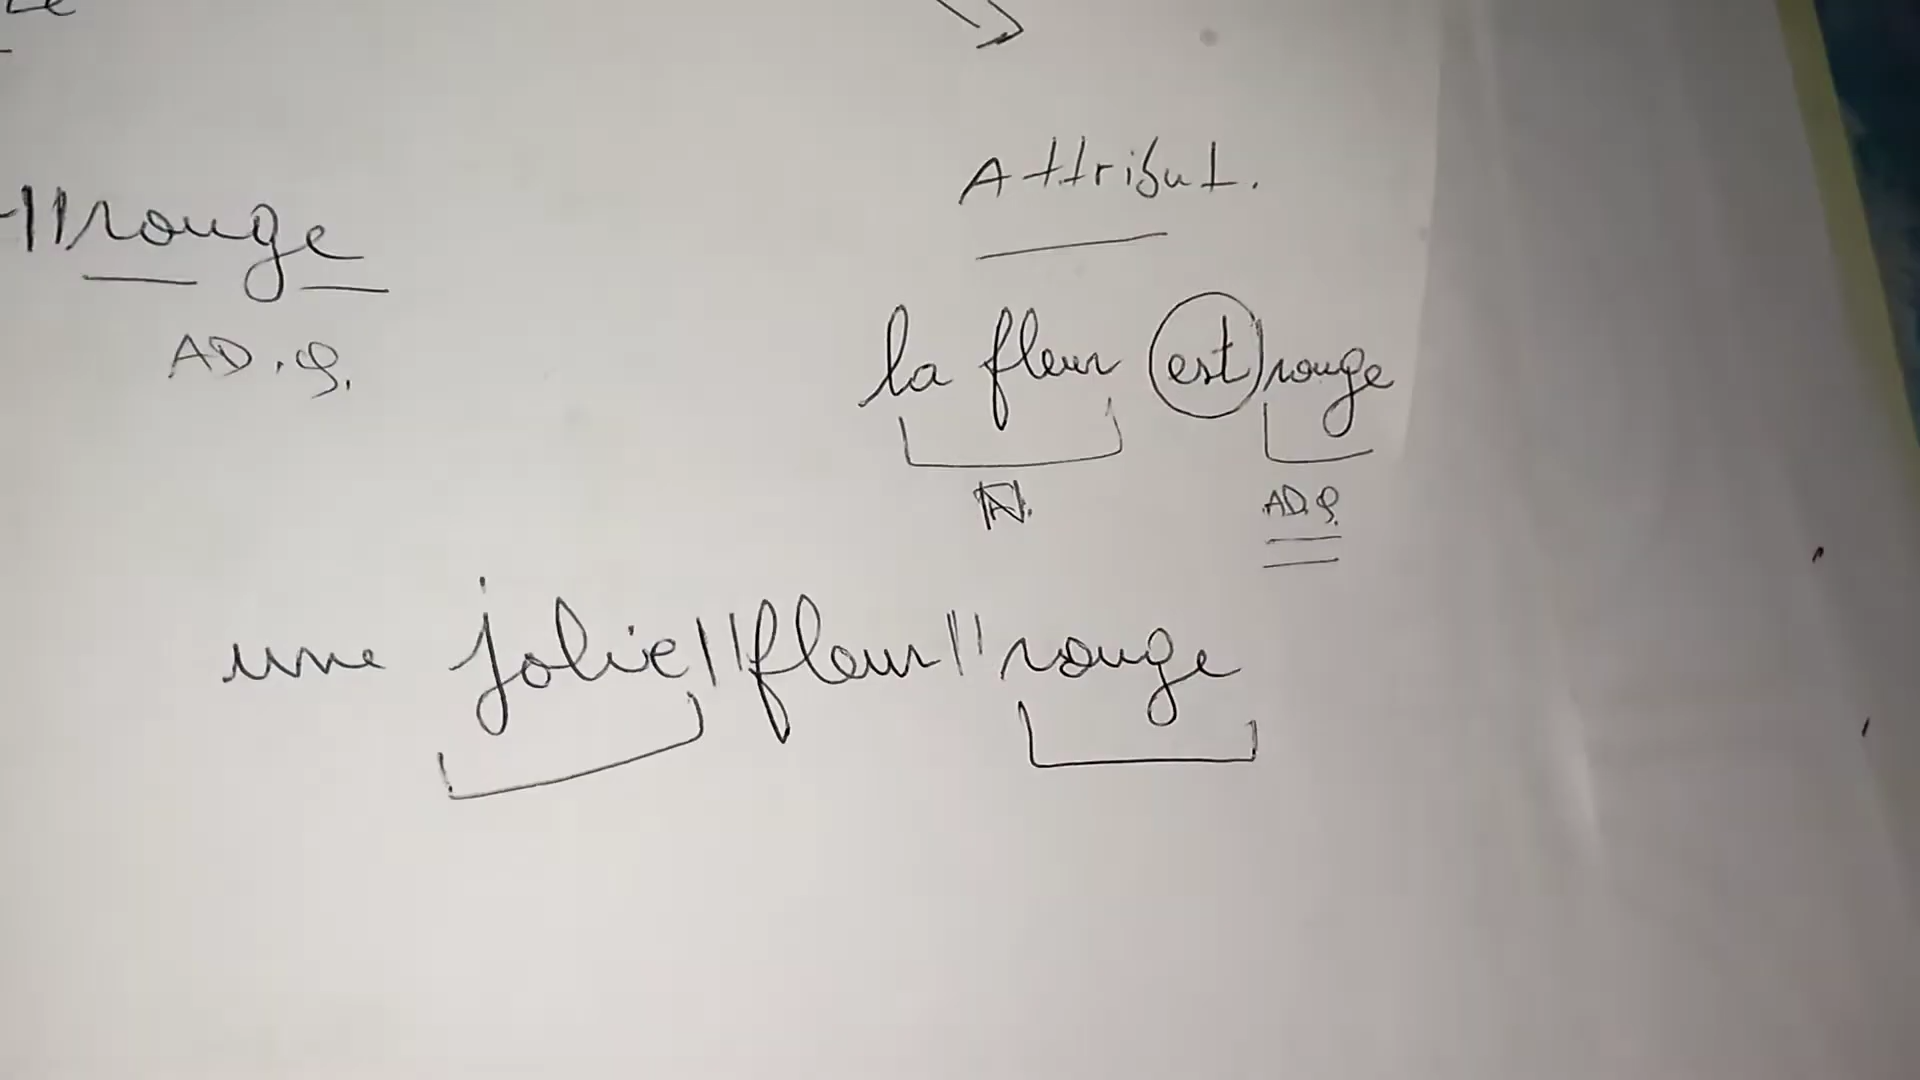 Attribut.
rouge
AD.Q.
la fleur est rouge
N. AD.Q.
une jolie || fleur || rouge